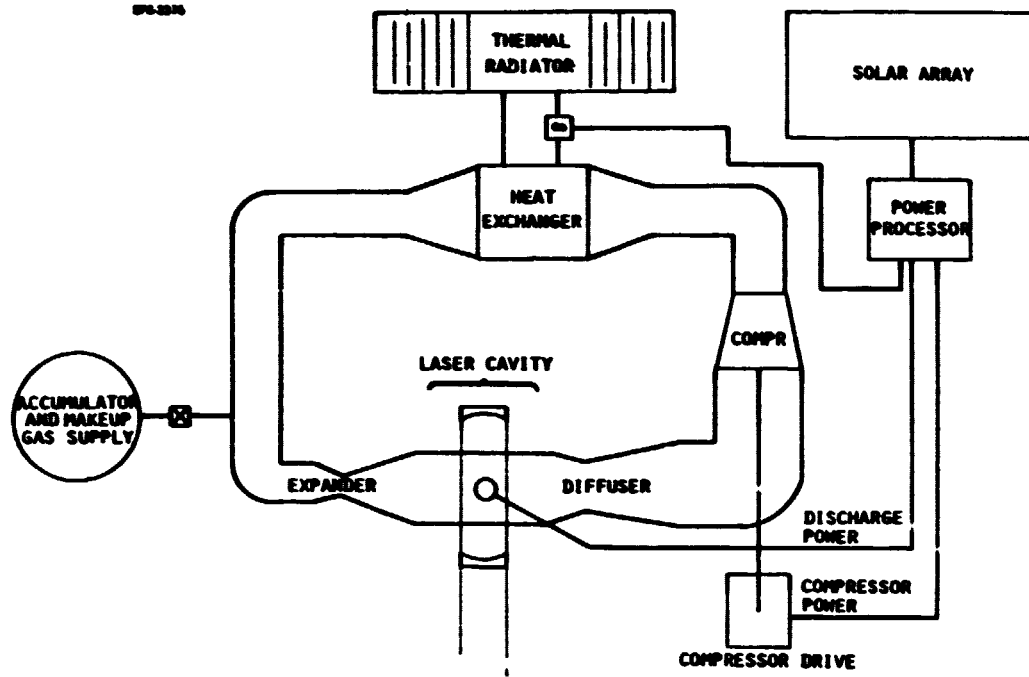 THERMAL
RADIATOR
SOLAR ARRAY
HEAT
EXCHANGER
POWER
PROCESSOR
COMPR
LASER CAVITY
ACCUMULATOR
AND MAKEUP
GAS SUPPLY
EXPANDER
DIFFUSER
DISCHARGE
POWER
COMPRESSOR
POWER
COMPRESSOR DRIVE